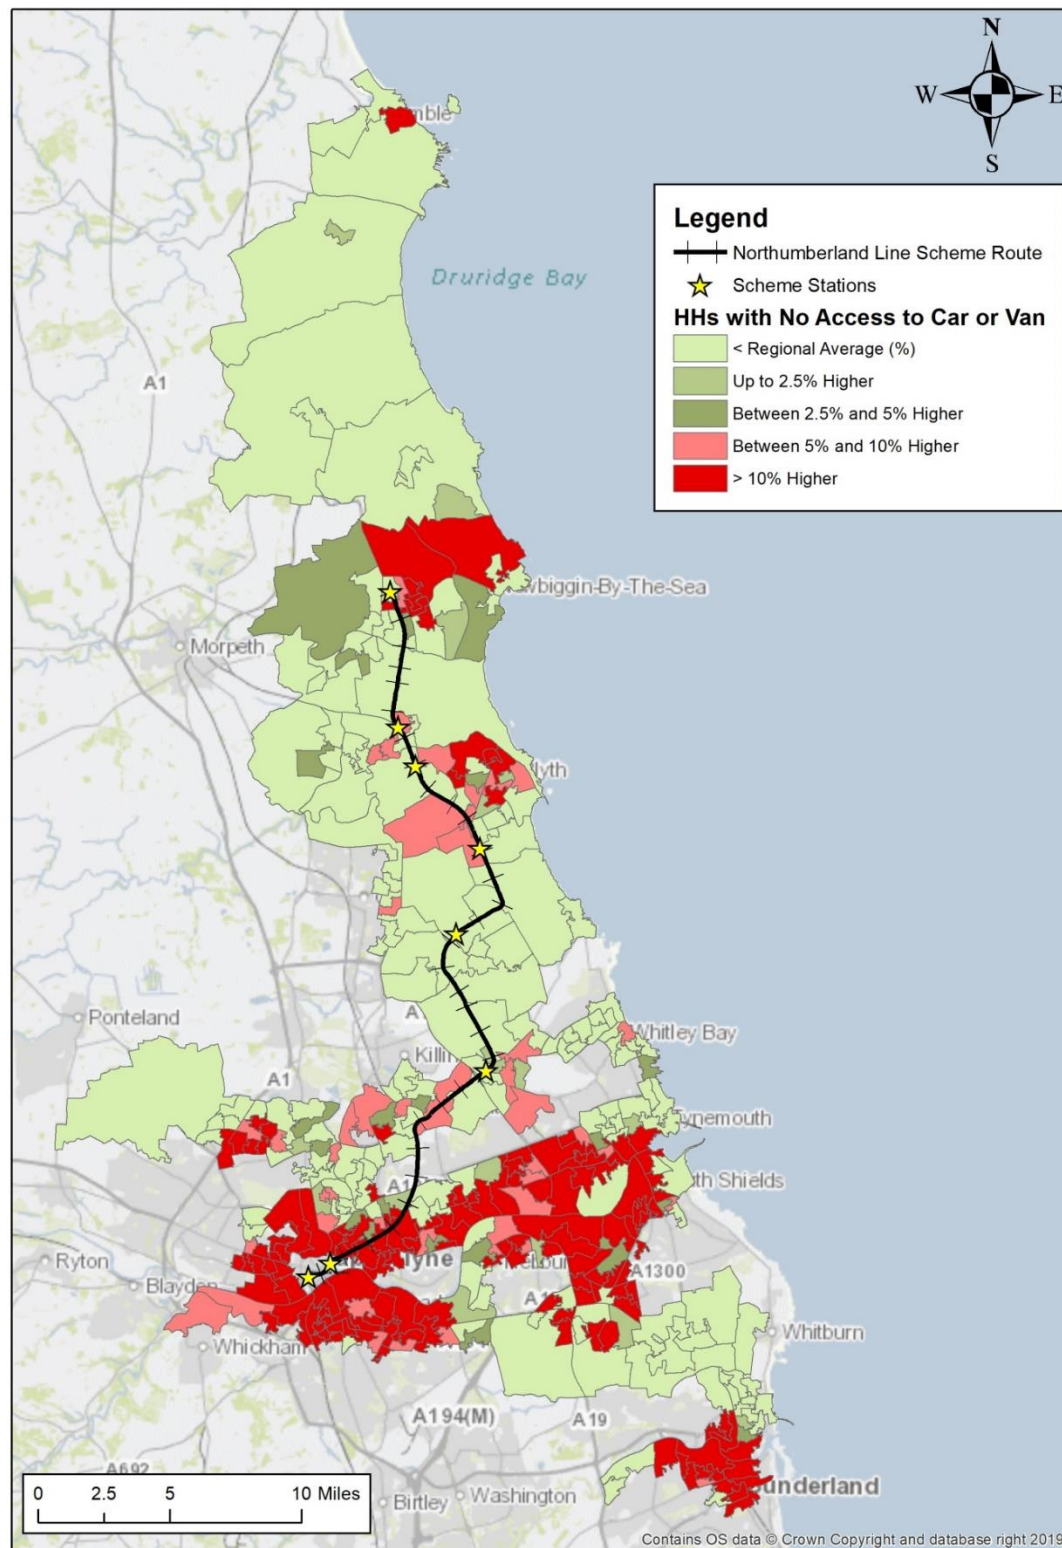 N
W
E
S
Legend
Northumberland Line Scheme Route
Scheme Stations
HHs with No Access to Car or Van
< Regional Average (%)
Up to 2.5% Higher
Between 2.5% and 5% Higher
Between 5% and 10% Higher
> 10% Higher
Druridge Bay
A1
Morpeth
Ponteland
A1
Whitley Bay
A1300
Ryton
Blaydon
Whickham
Whitburn
A194(M)
A19
A692
Birtley
Washington
0 2.5 5 10 Miles
Contains OS data © Crown Copyright and database right 2019